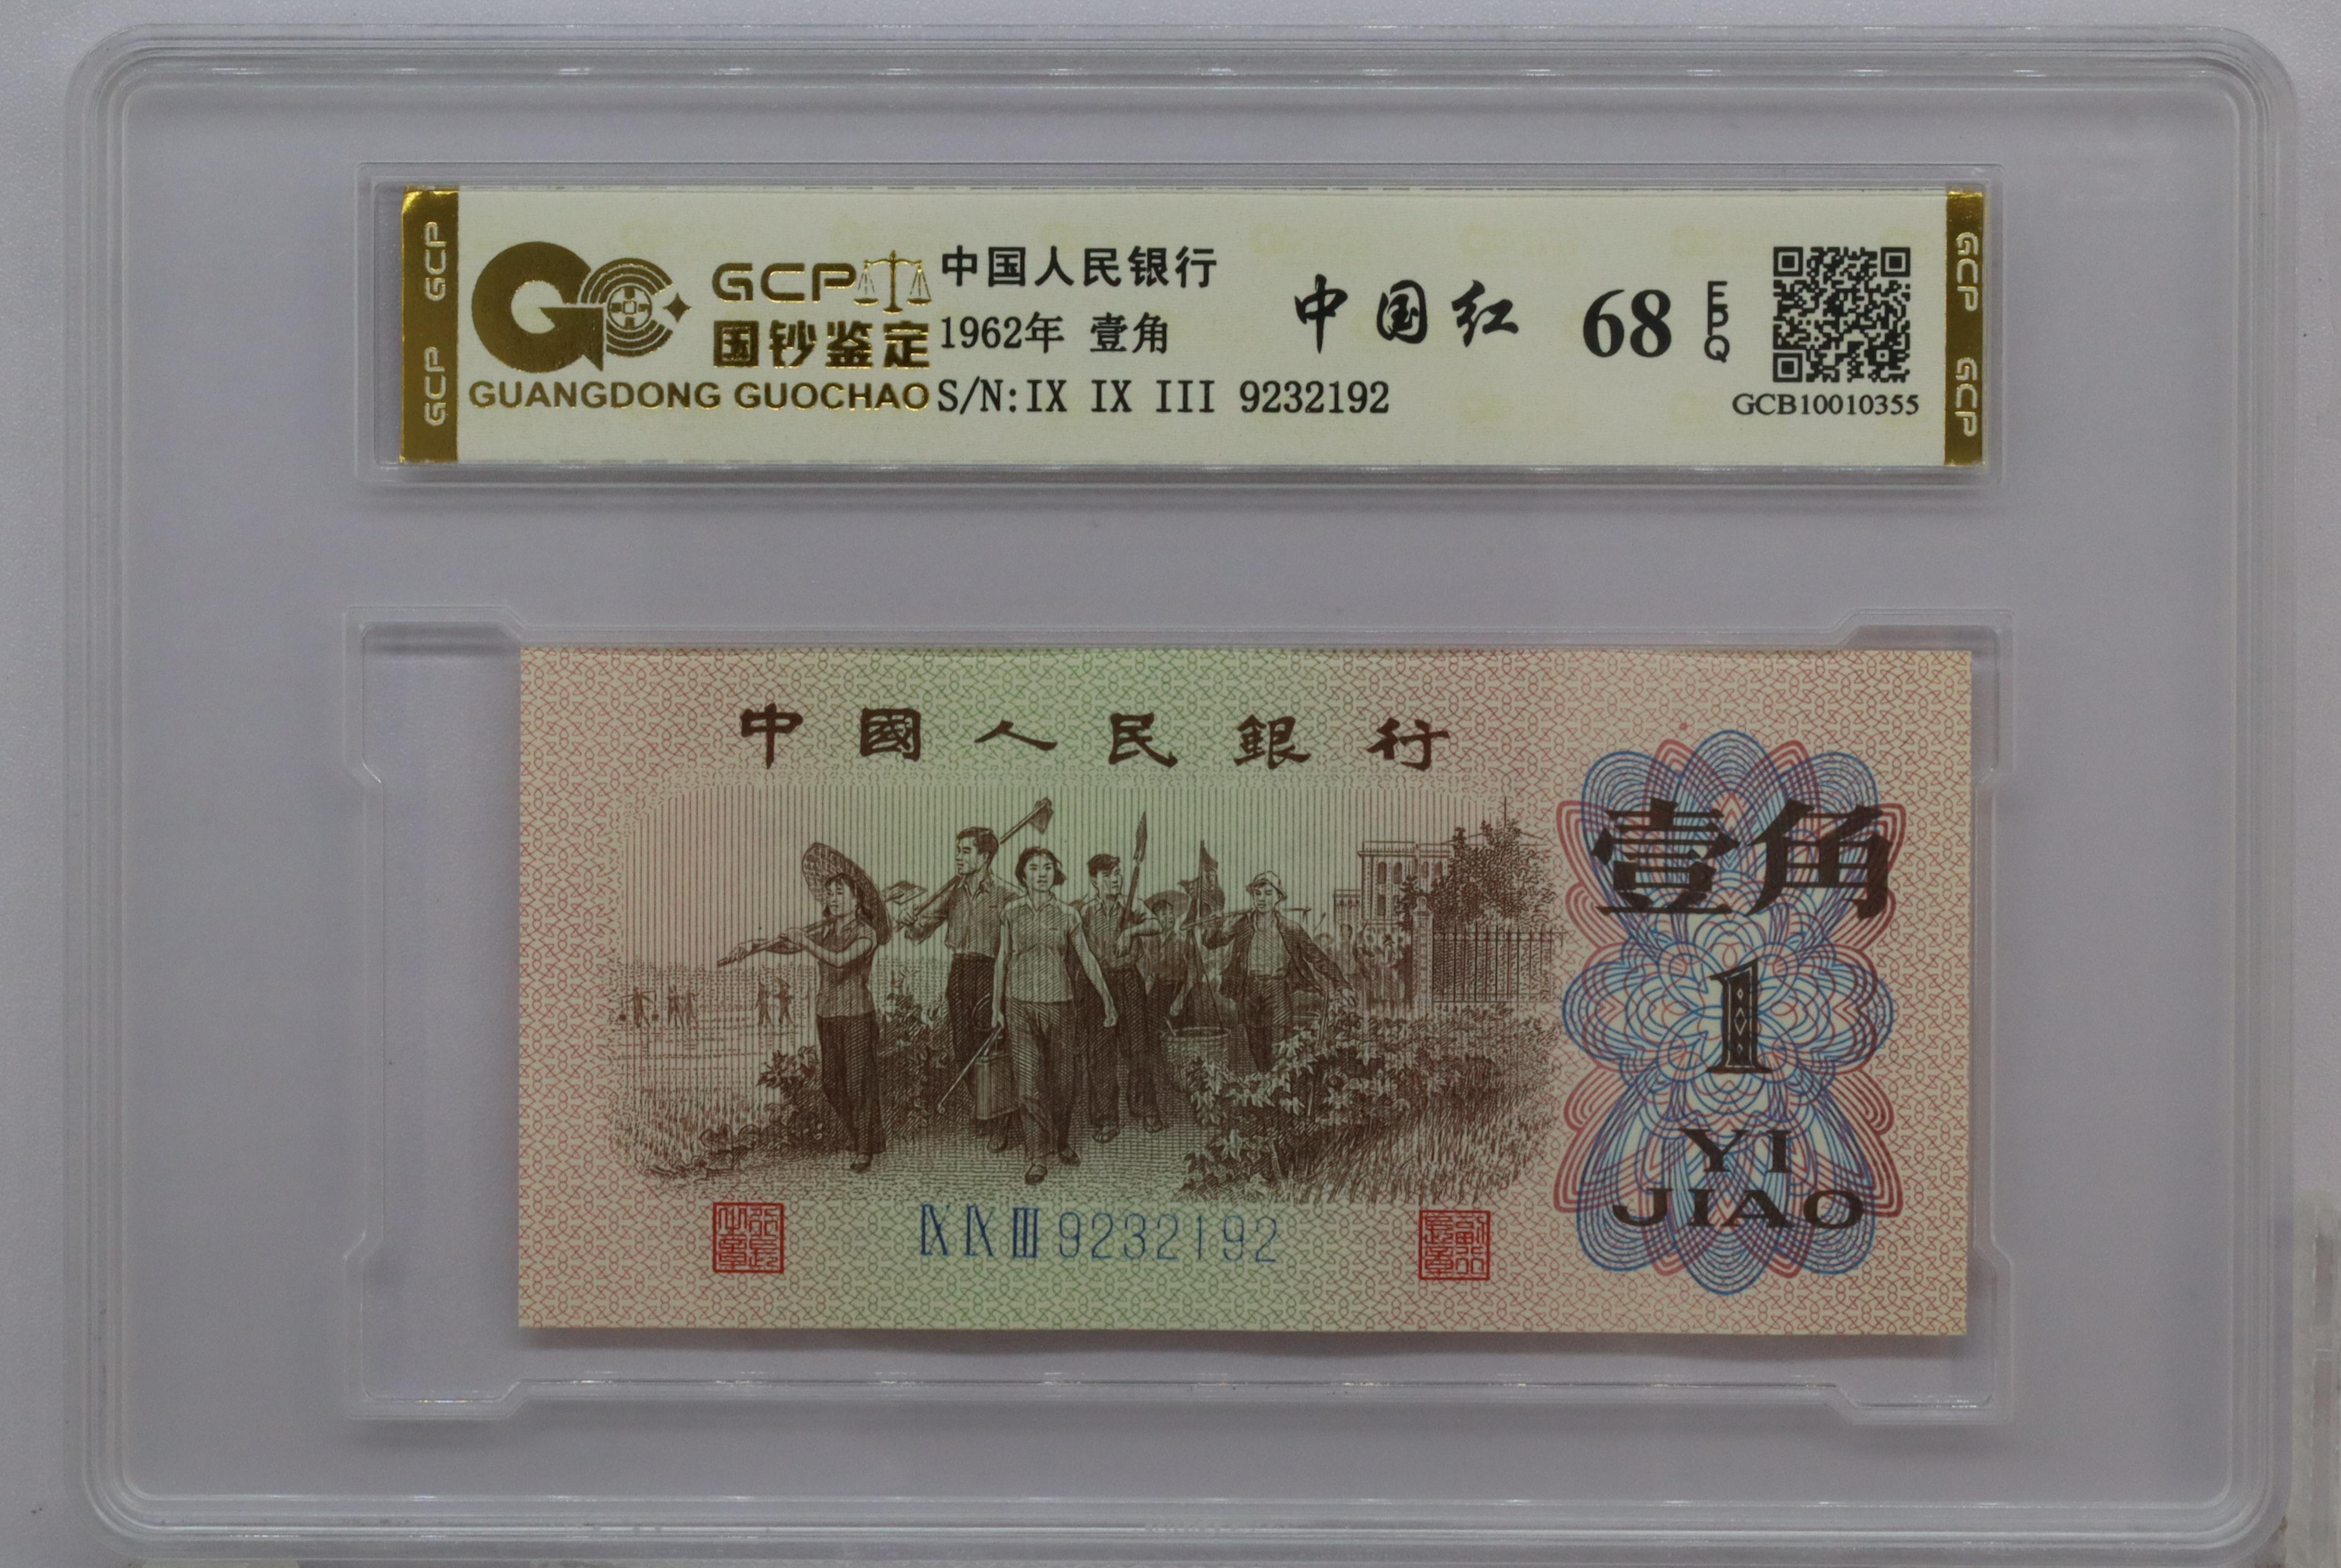 GCP GCP
GCP
国钞鉴定
GUANGDONG GUOCHAO
中国人民银行
1962年 壹角
S/N:IX IX III 9232192
中国红
68
EPQ
GCB10010355
GCP GCP
中國人民銀行
壹角
1
YI
JIAO
IX IX III 9232192